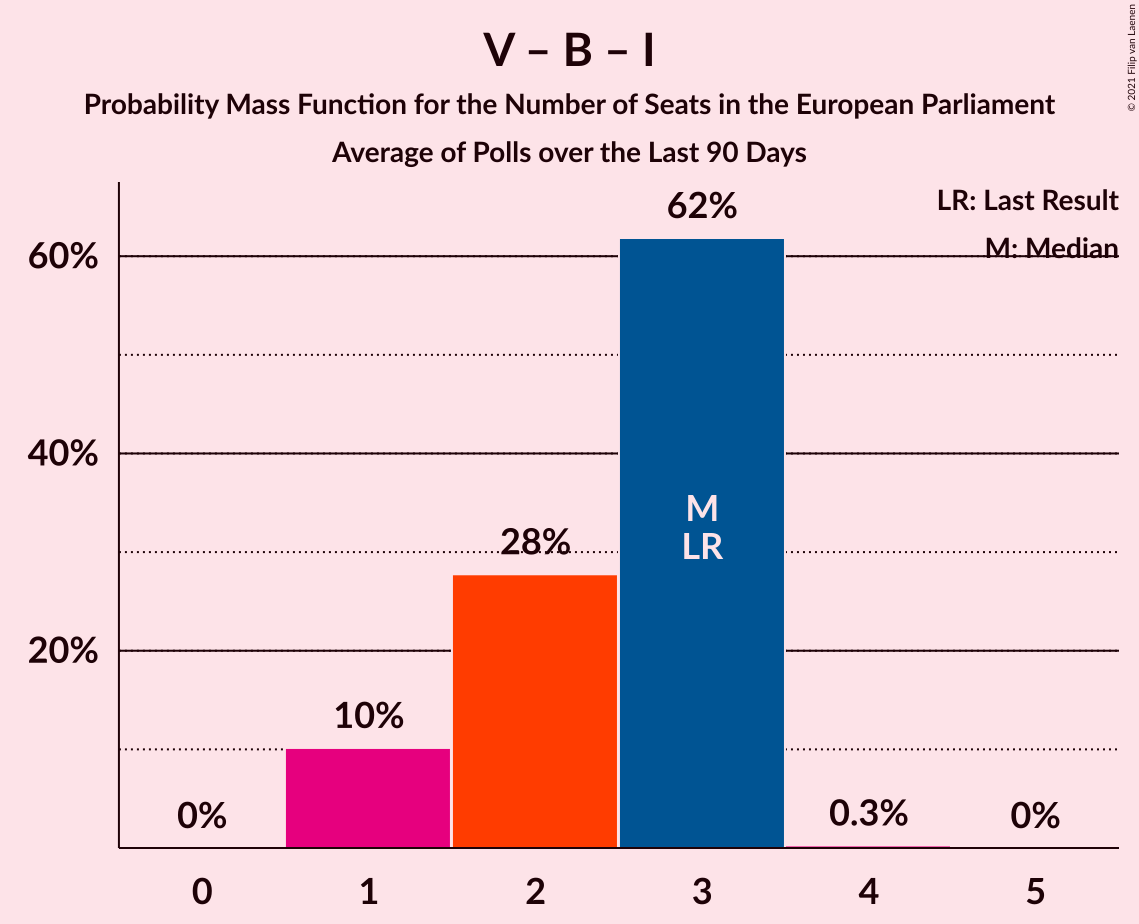 V – B – I
Probability Mass Function for the Number of Seats in the European Parliament
Average of Polls over the Last 90 Days
© 2021 Filip van Laenen
LR: Last Result
M: Median
60%
40%
20%
0%
10%
28%
62%
M
LR
0.3%
0%
0
1
2
3
4
5